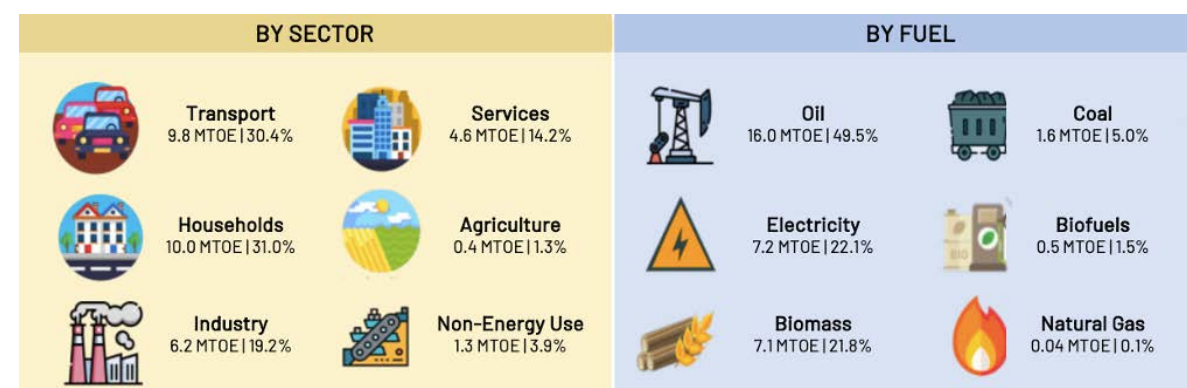 BY SECTOR
Transport
9.8 MTOE | 30.4%
Services
4.6 MTOE | 14.2%
Households
10.0 MTOE | 31.0%
Agriculture
0.4 MTOE | 1.3%
Industry
6.2 MTOE | 19.2%
Non-Energy Use
1.3 MTOE | 3.9%
BY FUEL
Oil
16.0 MTOE | 49.5%
Coal
1.6 MTOE | 5.0%
Electricity
7.2 MTOE | 22.1%
Biofuels
0.5 MTOE | 1.5%
BIO
Biomass
7.1 MTOE | 21.8%
Natural Gas
0.04 MTOE | 0.1%